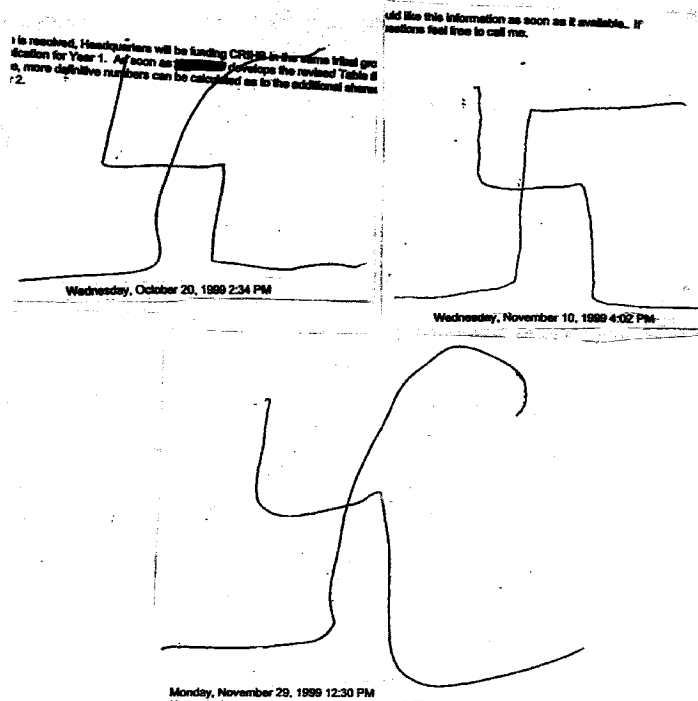 is resolved, Headquarters will be funding CRIHB in the same tribal gro
ication for Year 1. As soon as develops the revised Table
e, more definitive numbers can be calculated as to the additional shares
r 2.
Wednesday, October 20, 1999 2:34 PM
uld like this information as soon as it available.. If
estions feel free to call me.
Wednesday, November 10, 1999 4:02 PM
Monday, November 29, 1999 12:30 PM